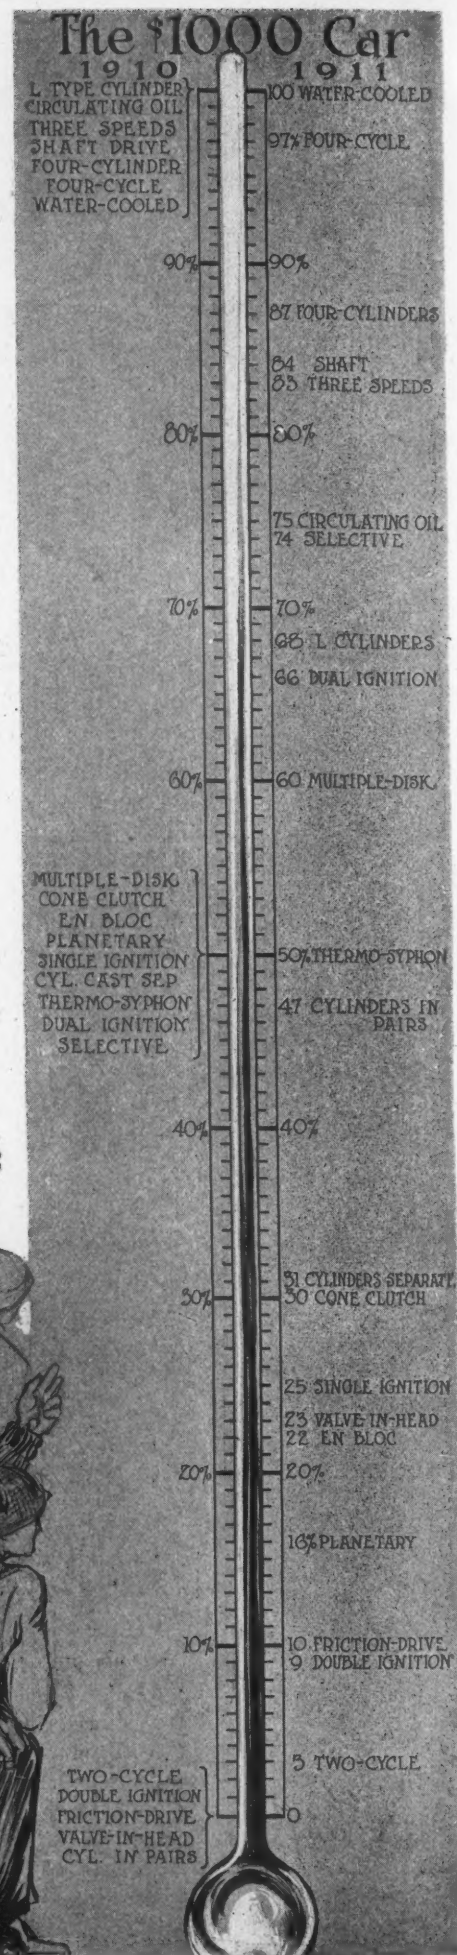 The $1000 Car
1910
1911
L TYPE CYLINDER
CIRCULATING OIL
THREE SPEEDS
SHAFT DRIVE
FOUR-CYLINDER
FOUR-CYCLE
WATER-COOLED
90%
80%
70%
60%
MULTIPLE-DISK
CONE CLUTCH
EN BLOC
PLANETARY
SINGLE IGNITION
CYL. CAST SEP
THERMO-SYPHON
DUAL IGNITION
SELECTIVE
40%
30%
20%
10%
TWO-CYCLE
DOUBLE IGNITION
FRICTION-DRIVE
VALVE-IN-HEAD
CYL. IN PAIRS
100 WATER-COOLED
97% FOUR-CYCLE
90%
87 FOUR-CYLINDERS
84 SHAFT
83 THREE SPEEDS
80%
75 CIRCULATING OIL
74 SELECTIVE
70%
68 L CYLINDERS
66 DUAL IGNITION
60 MULTIPLE-DISK
50% THERMO-SYPHON
47 CYLINDERS IN
PAIRS
40%
31 CYLINDERS SEPARATE
30 CONE CLUTCH
25 SINGLE IGNITION
23 VALVE-IN-HEAD
22 EN BLOC
20%
16% PLANETARY
10 FRICTION-DRIVE
9 DOUBLE IGNITION
3 TWO-CYCLE
0